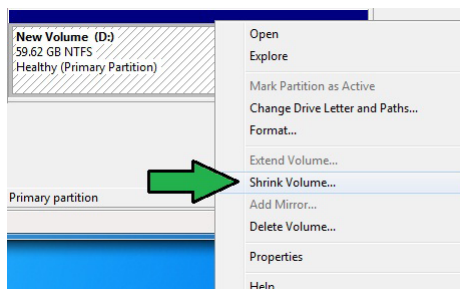 New Volume (D:)
59.62 GB NTFS
Healthy (Primary Partition)
Primary partition
Open
Explore
Mark Partition as Active
Change Drive Letter and Paths...
Format...
Extend Volume...
Shrink Volume...
Add Mirror...
Delete Volume...
Properties
Help